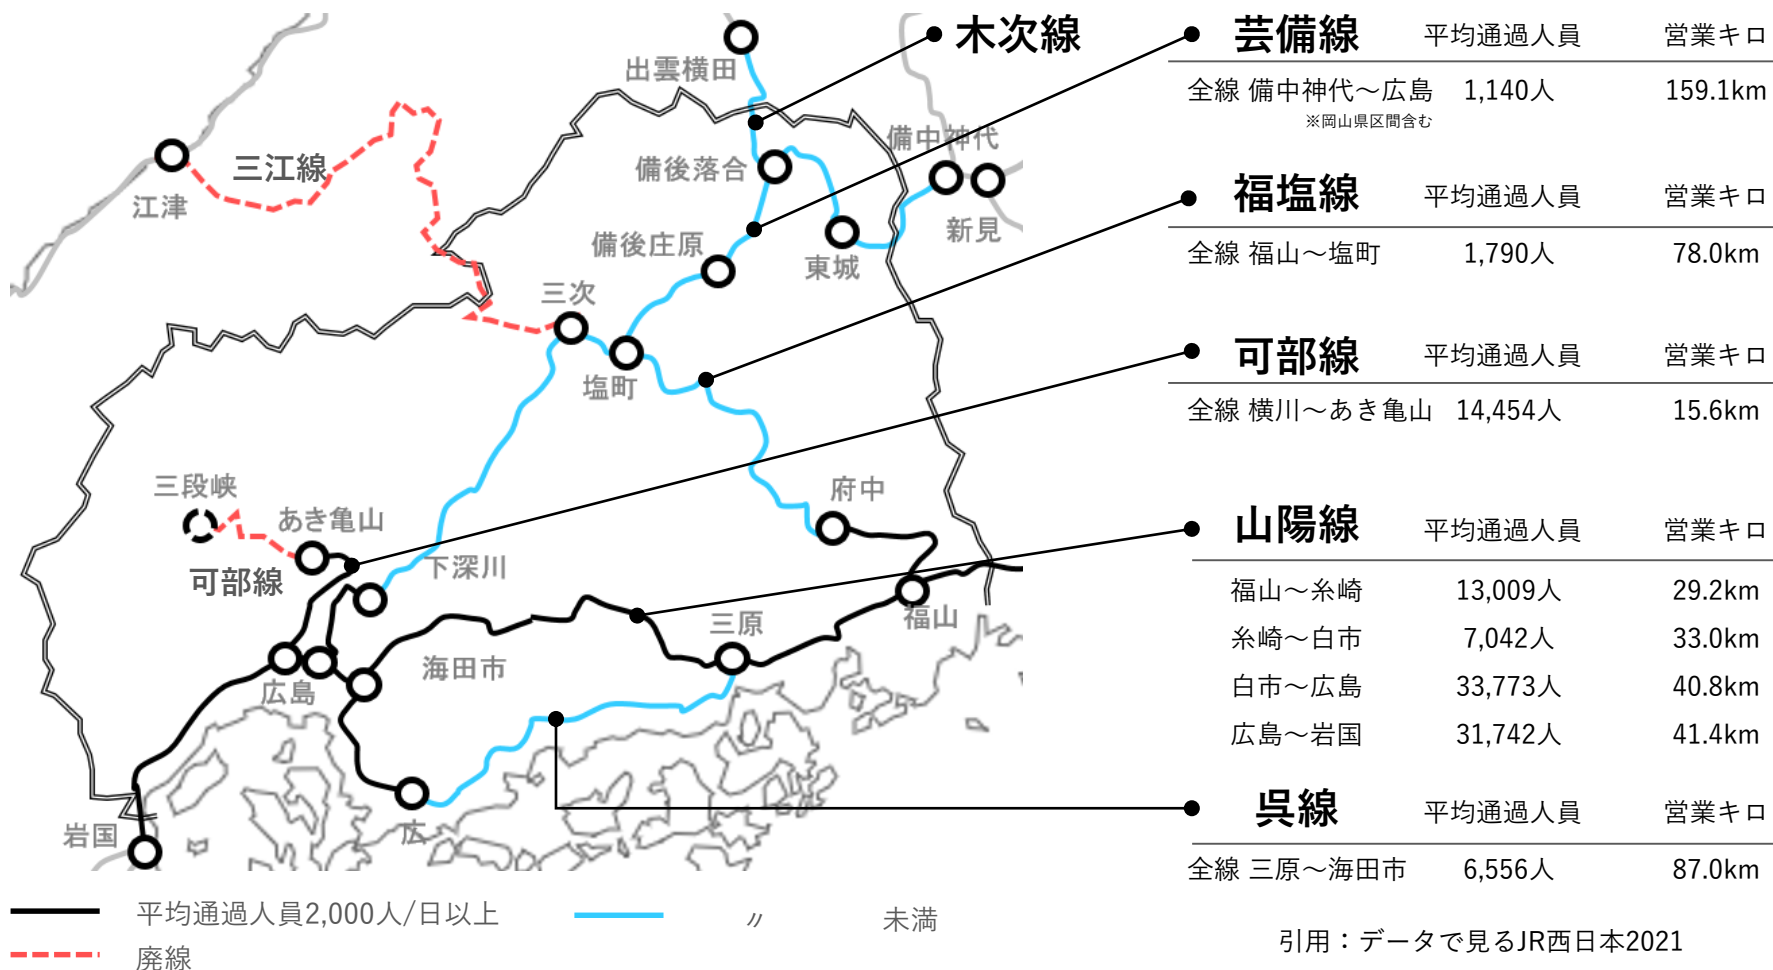 木次線
出雲横田
備中神代
備後落合
三江線
江津
新見
備後庄原
東城
三次
塩町
三段峡
あき亀山
府中
可部線
下深川
福山
三原
海田市
広島
岩国
広
芸備線 平均通過人員 営業キロ
全線 備中神代～広島 1,140人 159.1km
※岡山県区間含む
福塩線 平均通過人員 営業キロ
全線 福山～塩町 1,790人 78.0km
可部線 平均通過人員 営業キロ
全線 横川～あき亀山 14,454人 15.6km
山陽線 平均通過人員 営業キロ
福山～糸崎 13,009人 29.2km
糸崎～白市 7,042人 33.0km
白市～広島 33,773人 40.8km
広島～岩国 31,742人 41.4km
呉線 平均通過人員 営業キロ
全線 三原～海田市 6,556人 87.0km
平均通過人員2,000人/日以上 〃 未満
廃線
引用：データで見るJR西日本2021